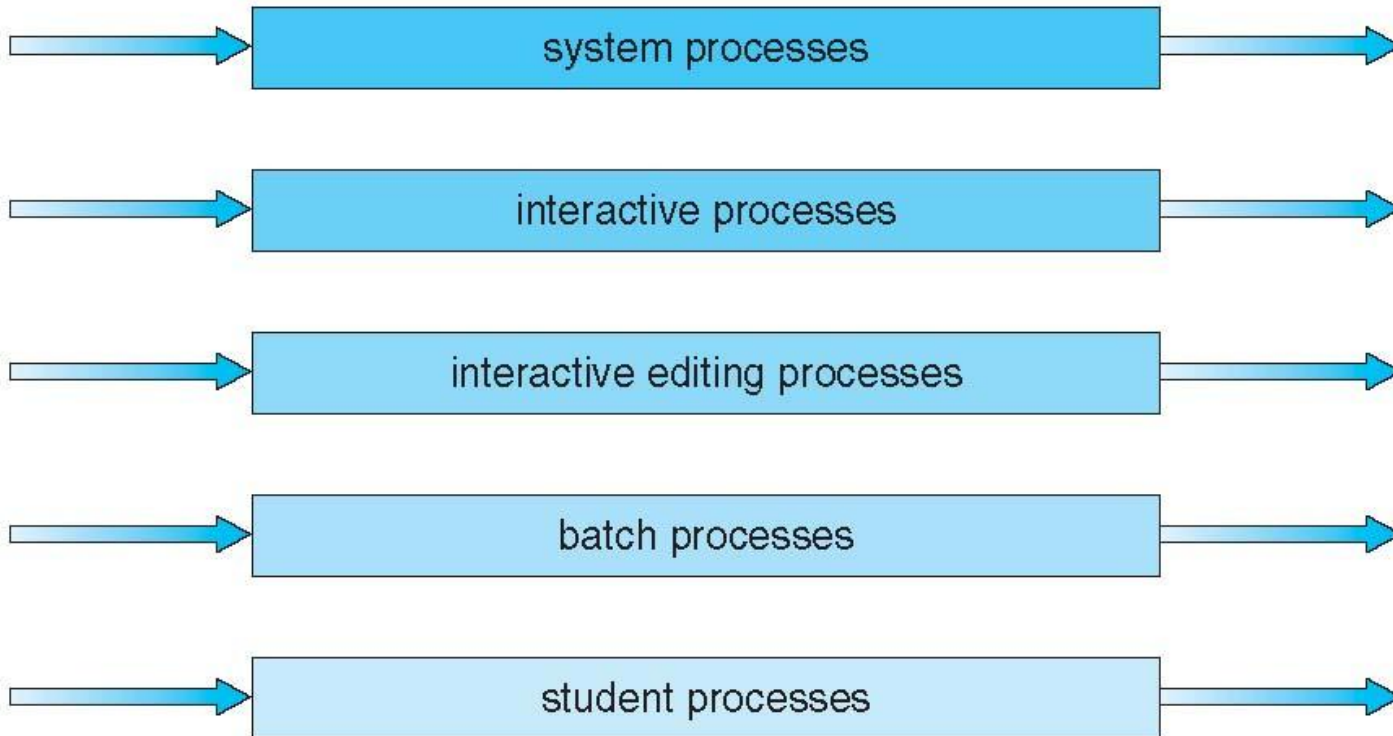 system processes
interactive processes
interactive editing processes
batch processes
student processes